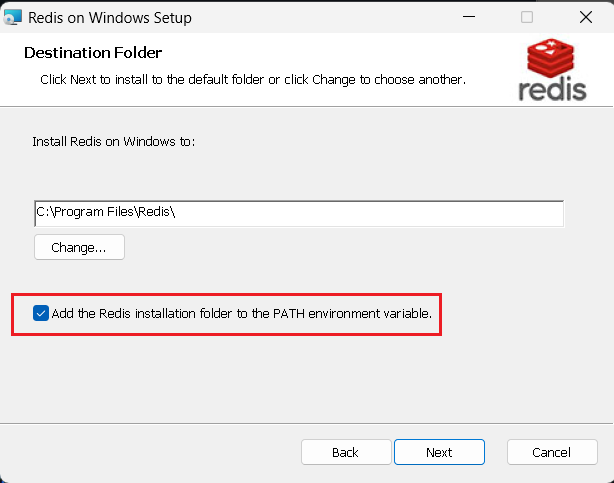 Redis on Windows Setup
Destination Folder
Click Next to install to the default folder or click Change to choose another.
redis
Install Redis on Windows to:
C:\Program Files\Redis\
Change...
Add the Redis installation folder to the PATH environment variable.
Back Next Cancel